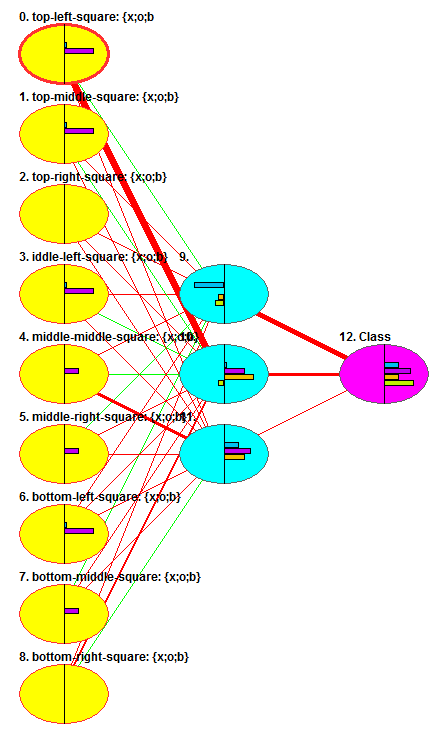 0. top-left-square: {x;o;b
1. top-middle-square: {x;o;b}
2. top-right-square: {x;o;b}
3. iddle-left-square: {x;o;b}
9.
4. middle-middle-square: {x;o;b}
10.
12. Class
5. middle-right-square: {x;o;b}
11.
6. bottom-left-square: {x;o;b}
7. bottom-middle-square: {x;o;b}
8. bottom-right-square: {x;o;b}